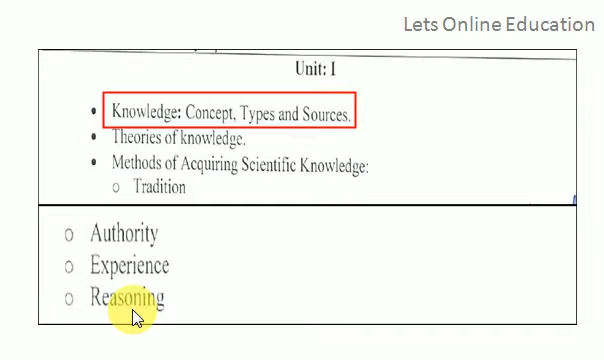 Lets Online Education
Unit: I
• Knowledge: Concept, Types and Sources.
• Theories of knowledge.
• Methods of Acquiring Scientific Knowledge:
o Tradition
o Authority
o Experience
o Reasoning